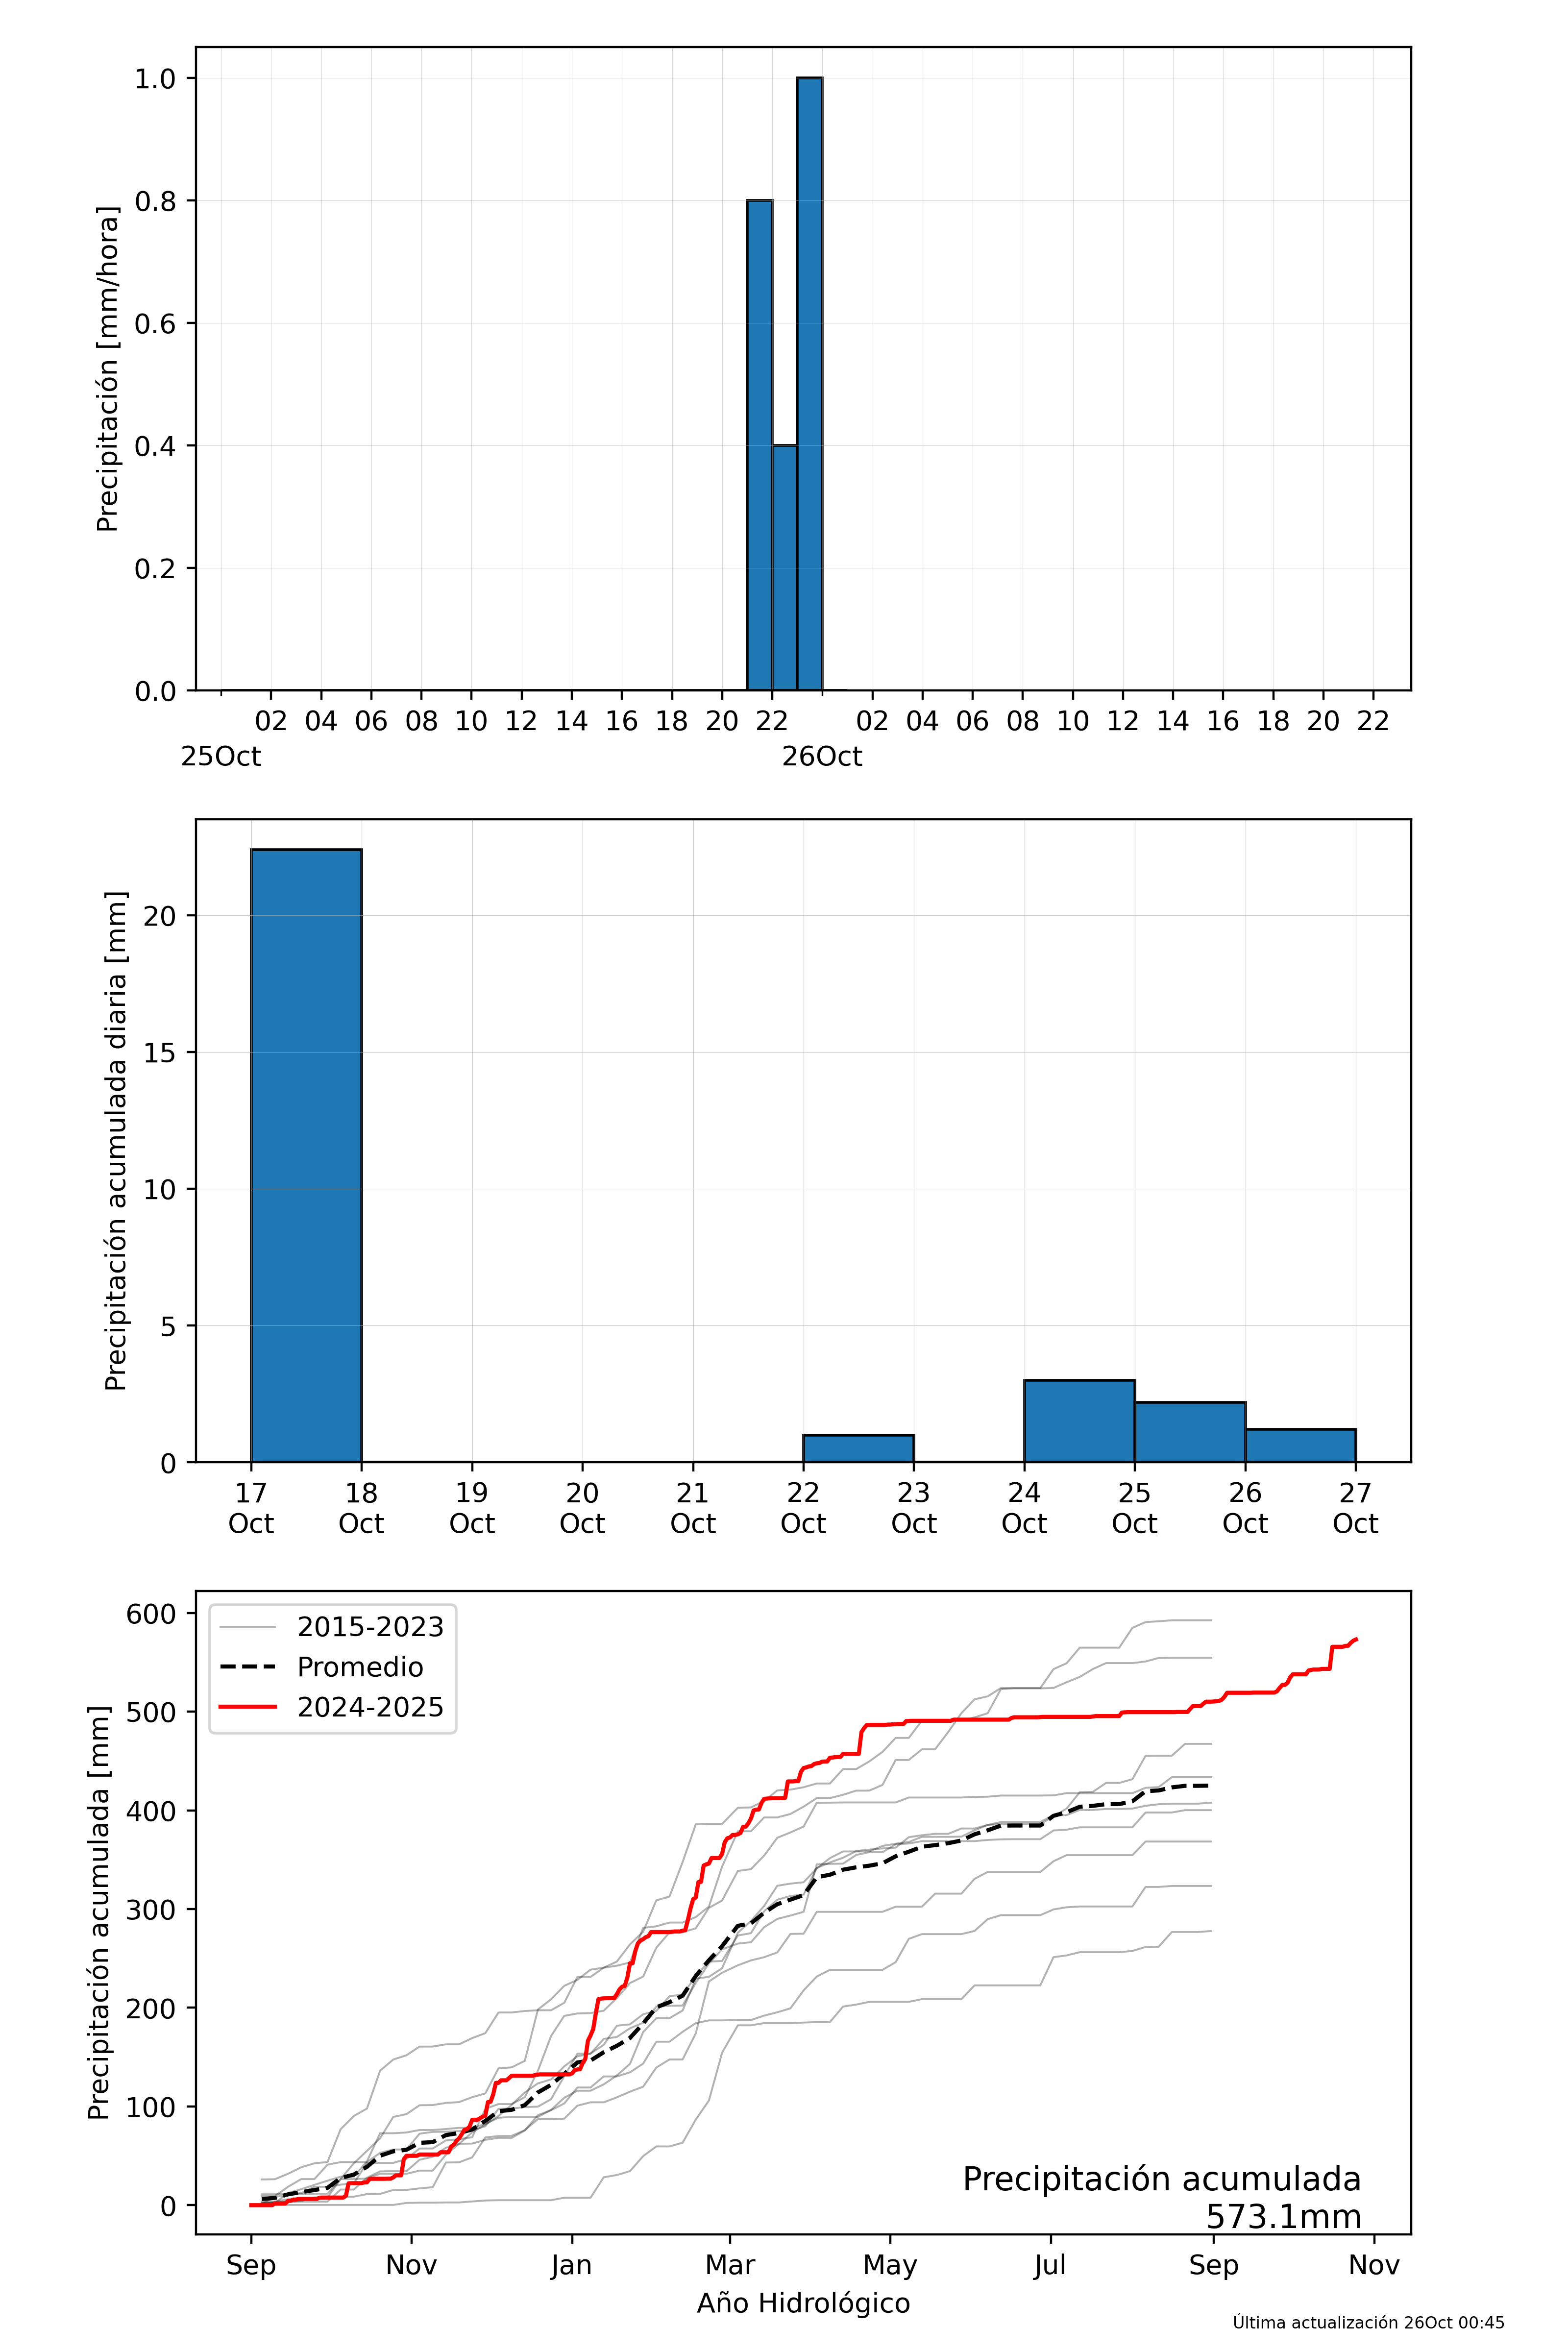 1.0
0.8
0.6
0.4
0.2
0.0
Precipitación [mm/hora]
02 04 06 08 10 12 14 16 18 20 22 02 04 06 08 10 12 14 16 18 20 22
25Oct 26Oct
20
15
10
5
0
Precipitación acumulada diaria [mm]
17 18 19 20 21 22 23 24 25 26 27
Oct Oct Oct Oct Oct Oct Oct Oct Oct Oct Oct
600
500
400
300
200
100
0
Precipitación acumulada [mm]
2015-2023
Promedio
2024-2025
Precipitación acumulada
573.1mm
Sep Nov Jan Mar May Jul Sep Nov
Año Hidrológico
Última actualización 26Oct 00:45